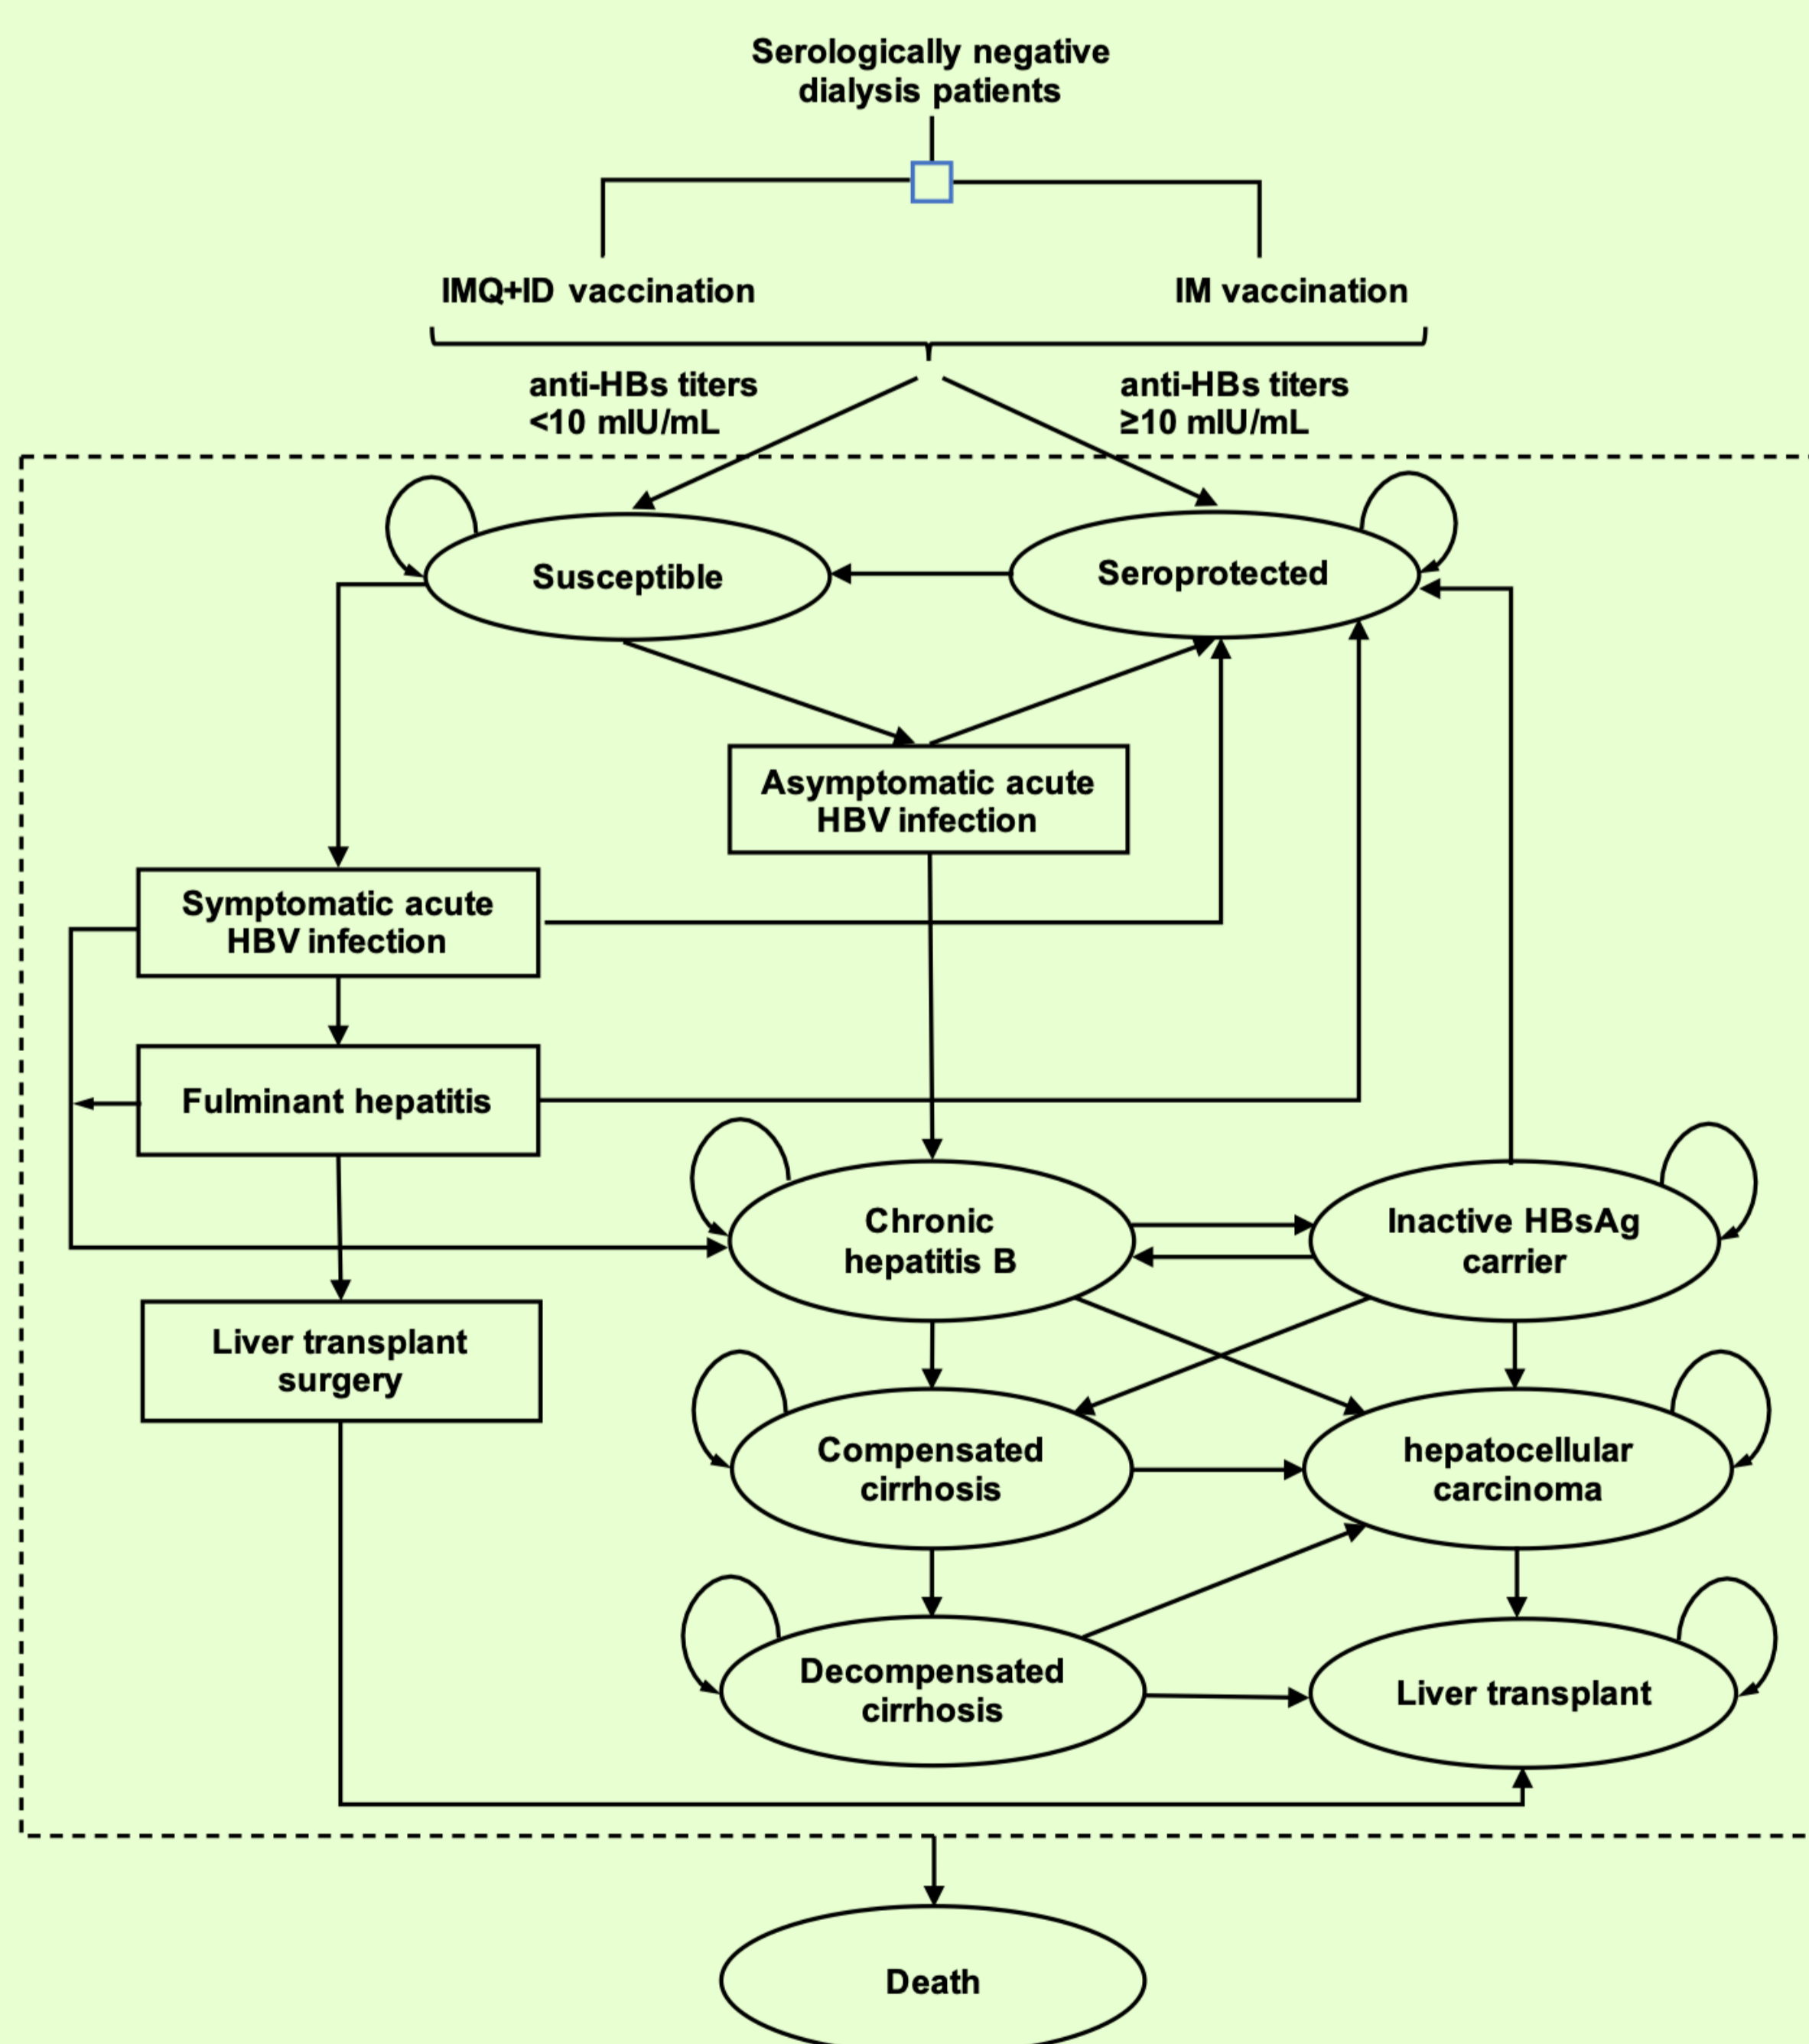 Serologically negative
dialysis patients
IMQ+ID vaccination
IM vaccination
anti-HBs titers
<10 mIU/mL
anti-HBs titers
≥10 mIU/mL
Susceptible
Seroprotected
Asymptomatic acute
HBV infection
Symptomatic acute
HBV infection
Fulminant hepatitis
Chronic
hepatitis B
Inactive HBsAg
carrier
Liver transplant
surgery
Compensated
cirrhosis
hepatocellular
carcinoma
Decompensated
cirrhosis
Liver transplant
Death